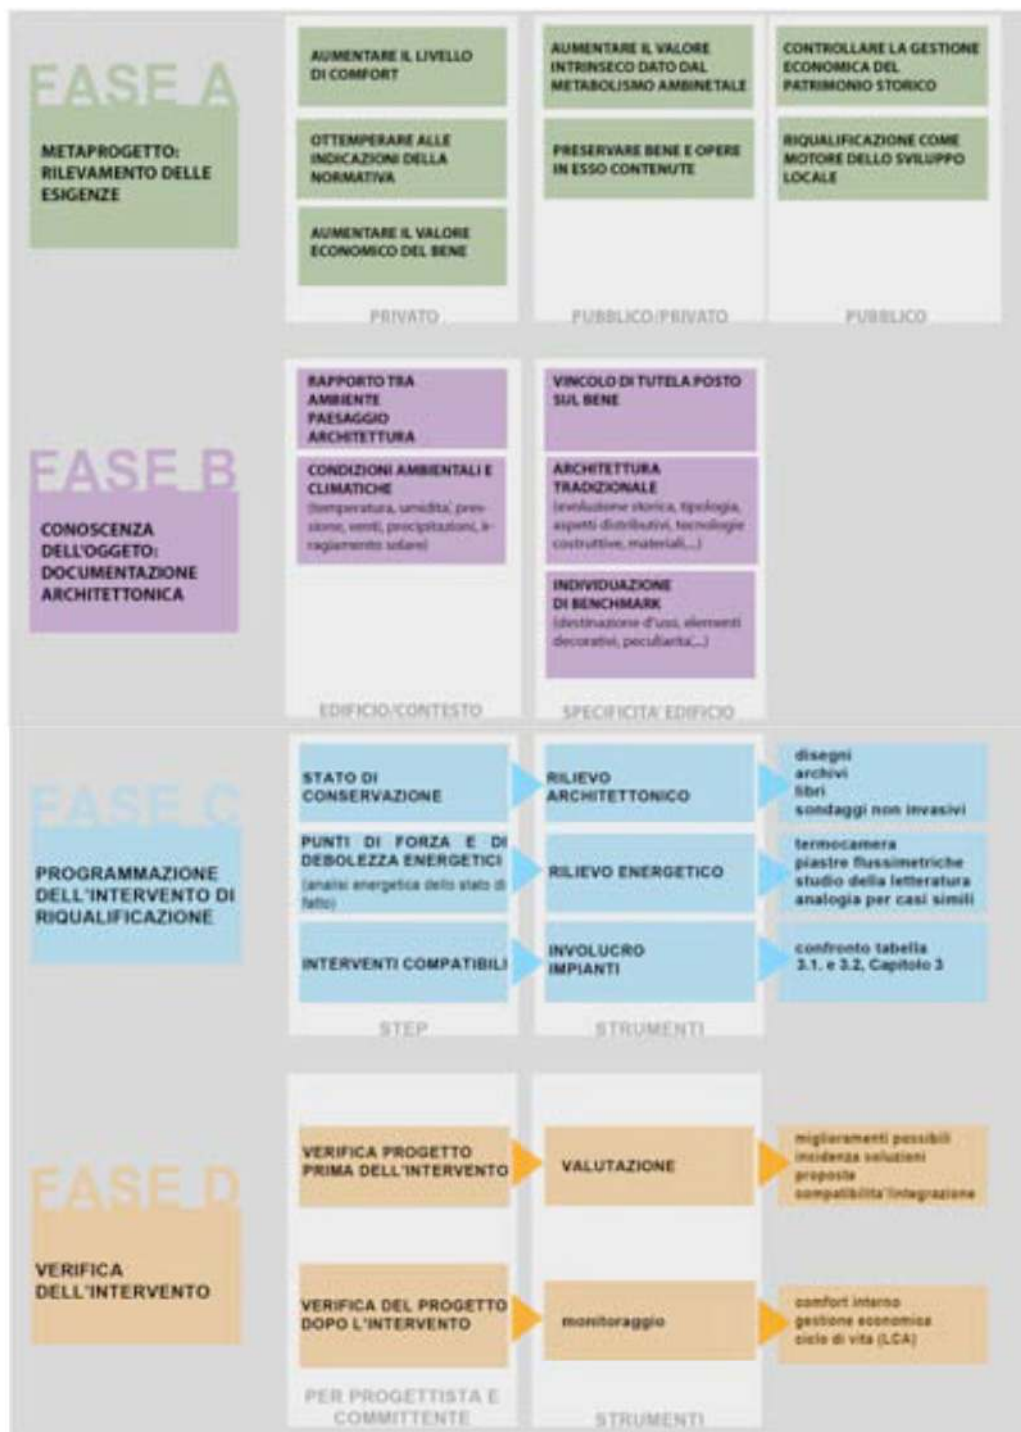 FASE A
METAPROGETTO:
RILEVAMENTO DELLE
ESIGENZE
AUMENTARE IL LIVELLO
DI COMFORT
OTTEMPERARE ALLE
INDICAZIONI DELLA
NORMATIVA
AUMENTARE IL VALORE
ECONOMICO DEL BENE
PRIVATO
AUMENTARE IL VALORE
INTRINSECO DATO DAL
METABOLISMO AMBINETALE
PRESERVARE BENE E OPERE
IN ESSO CONTENUTE
PUBBLICO/PRIVATO
CONTROLLARE LA GESTIONE
ECONOMICA DEL
PATRIMONIO STORICO
RIQUALIFICAZIONE COME
MOTORE DELLO SVILUPPO
LOCALE
PUBBLICO
FASE B
CONOSCENZA
DELL'OGGETO:
DOCUMENTAZIONE
ARCHITETTONICA
RAPPORTO TRA
AMBIENTE
PAESAGGIO
ARCHITETTURA
CONDIZIONI AMBIENTALI E
CLIMATICHE
(temperatura, umidita', pres-
sione, venti, precipitazioni, ir-
ragiamento solare)
EDIFICIO/CONTESTO
VINCOLO DI TUTELA POSTO
SUL BENE
ARCHITETTURA
TRADIZIONALE
(evoluzione storica, tipologia,
aspetti distributivi, tecnologie
costruttive, materiali,...)
INDIVIDUAZIONE
DI BENCHMARK
(destinazione d'uso, elementi
decorativi, peculiarita',...)
SPECIFICITA' EDIFICIO
FASE C
PROGRAMMAZIONE
DELL'INTERVENTO DI
RIQUALIFICAZIONE
STATO DI
CONSERVAZIONE
RILIEVO
ARCHITETTONICO
disegni
archivi
libri
sondaggi non invasivi
PUNTI DI FORZA E DI
DEBOLEZZA ENERGETICI
(analisi energetica dello stato di
fatto)
RILIEVO ENERGETICO
termocamera
piastre flussimetriche
studio della letteratura
analogia per casi simili
INTERVENTI COMPATIBILI
INVOLUCRO
IMPIANTI
confronto tabella
3.1. e 3.2, Capitolo 3
STEP
STRUMENTI
FASE D
VERIFICA
DELL'INTERVENTO
VERIFICA PROGETTO
PRIMA DELL'INTERVENTO
VALUTAZIONE
miglioramenti possibili
incidenza soluzioni
proposte
compatibilita'/integrazione
VERIFICA DEL PROGETTO
DOPO L'INTERVENTO
monitoraggio
comfort interno
gestione economica
ciclo di vita (LCA)
PER PROGETTISTA E
COMMITTENTE
STRUMENTI